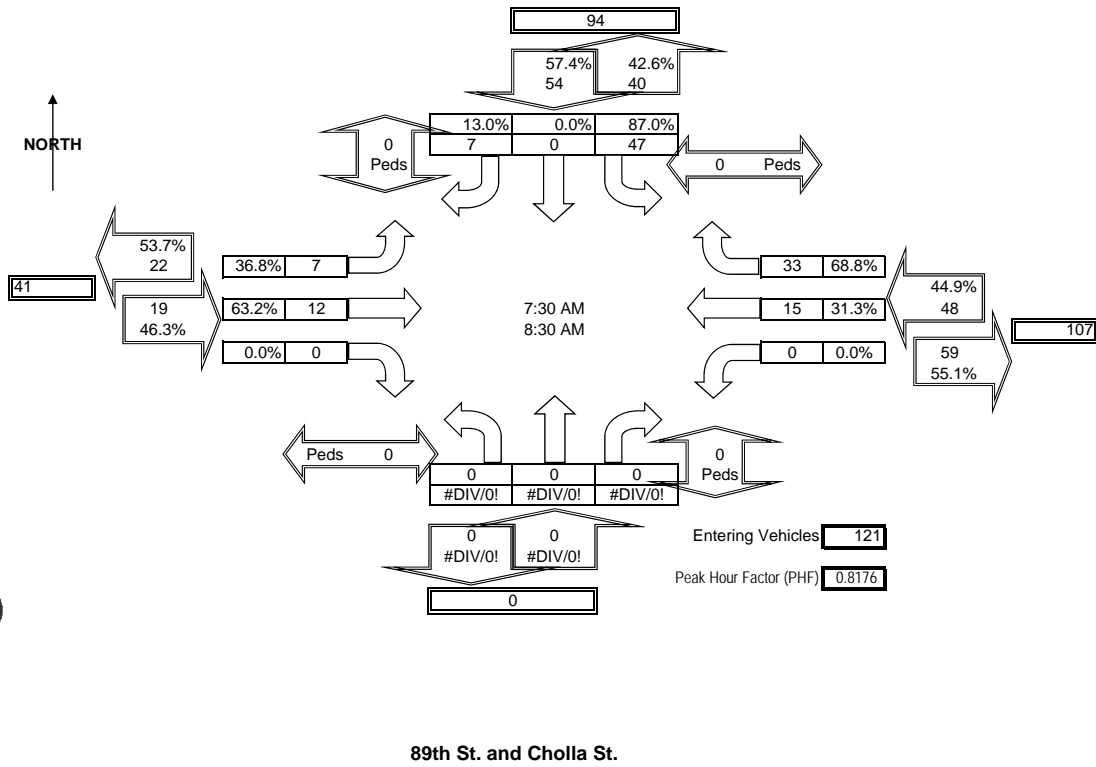 94
57.4% 42.6%
54 40
13.0% 0.0% 87.0%
7 0 47
NORTH
0
Peds
0 Peds
53.7%
22
41
19
46.3%
36.8% 7
63.2% 12
0.0% 0
7:30 AM
8:30 AM
33 68.8%
15 31.3%
0 0.0%
44.9%
48
107
59
55.1%
Peds 0
0
Peds
0 0 0
#DIV/0! #DIV/0! #DIV/0!
0 0
#DIV/0! #DIV/0!
0
Entering Vehicles 121
Peak Hour Factor (PHF) 0.8176
89th St. and Cholla St.